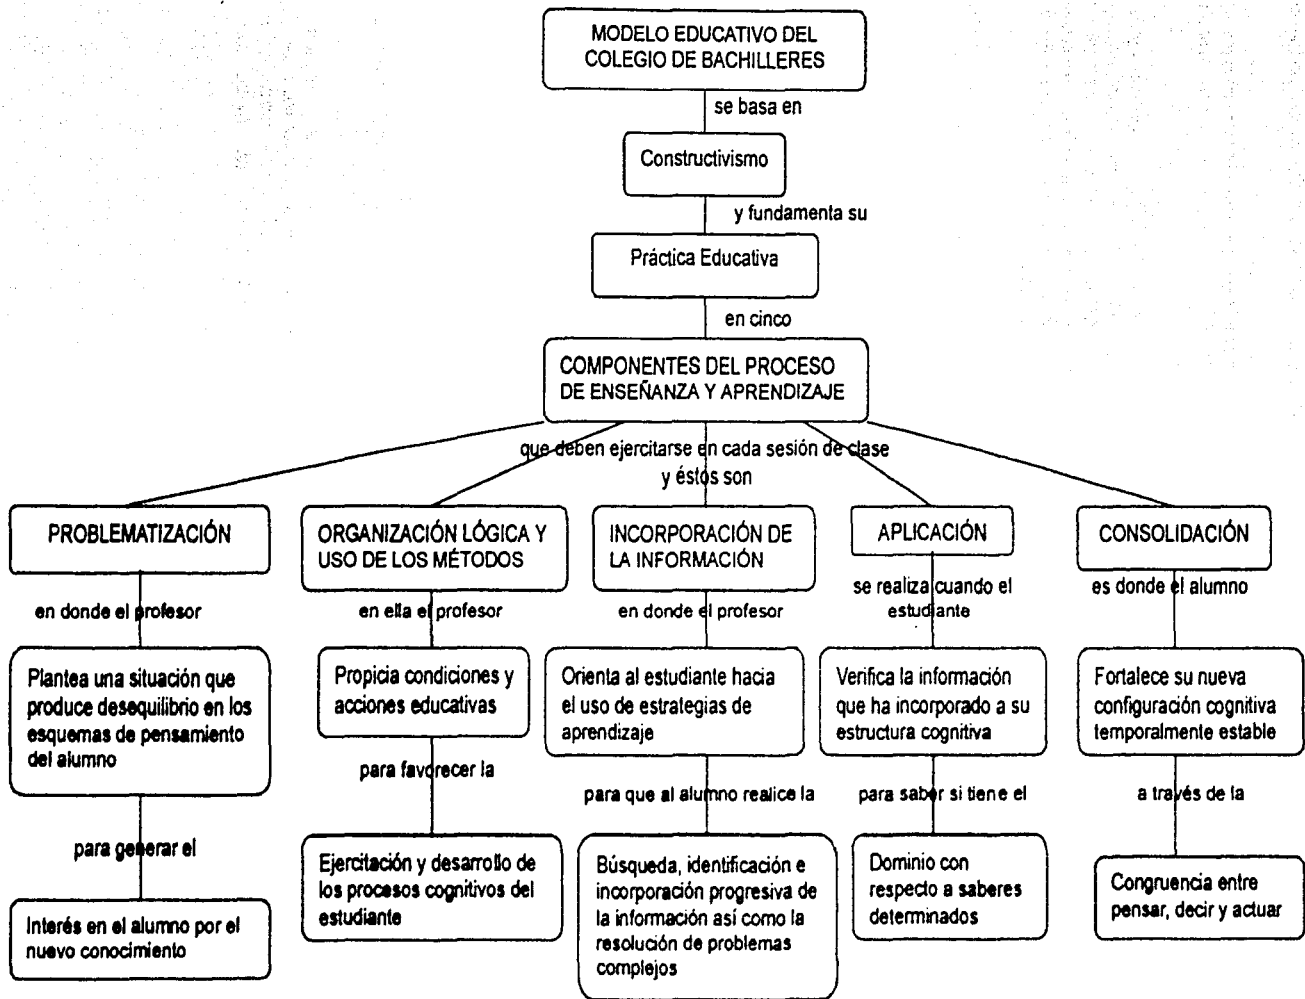 MODELO EDUCATIVO DEL
COLEGIO DE BACHILLERES
se basa en
Constructivismo
y fundamenta su
Práctica Educativa
en cinco
COMPONENTES DEL PROCESO
DE ENSEÑANZA Y APRENDIZAJE
que deben ejercitarse en cada sesión de clase
y éstos son
PROBLEMATIZACIÓN
en donde el profesor
Plantea una situación que
produce desequilibrio en los
esquemas de pensamiento
del alumno
para generar el
Interés en el alumno por el
nuevo conocimiento
ORGANIZACIÓN LÓGICA Y
USO DE LOS MÉTODOS
en ella el profesor
Propicia condiciones y
acciones educativas
para favorecer la
Ejercitación y desarrollo de
los procesos cognitivos del
estudiante
INCORPORACIÓN DE
LA INFORMACIÓN
en donde el profesor
Orienta al estudiante hacia
el uso de estrategias de
aprendizaje
para que al alumno realice la
Búsqueda, identificación e
incorporación progresiva de
la información así como la
resolución de problemas
complejos
APLICACIÓN
se realiza cuando el
estudiante
Verifica la información
que ha incorporado a su
estructura cognitiva
para saber si tiene el
Dominio con
respecto a saberes
determinados
CONSOLIDACIÓN
es donde el alumno
Fortalece su nueva
configuración cognitiva
temporalmente estable
a través de la
Congruencia entre
pensar, decir y actuar